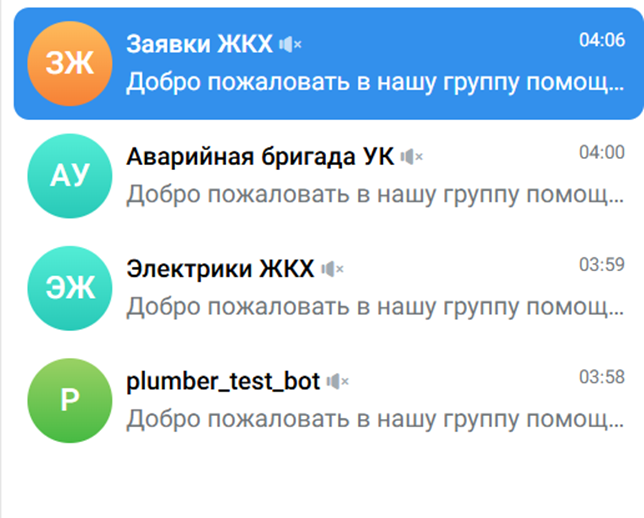 ЗЖ
Заявки ЖКХ
04:06
Добро пожаловать в нашу группу помощ...
АУ
Аварийная бригада УК
04:00
Добро пожаловать в нашу группу помощ...
ЭЖ
Электрики ЖКХ
03:59
Добро пожаловать в нашу группу помощ...
P
plumber_test_bot
03:58
Добро пожаловать в нашу группу помощ...